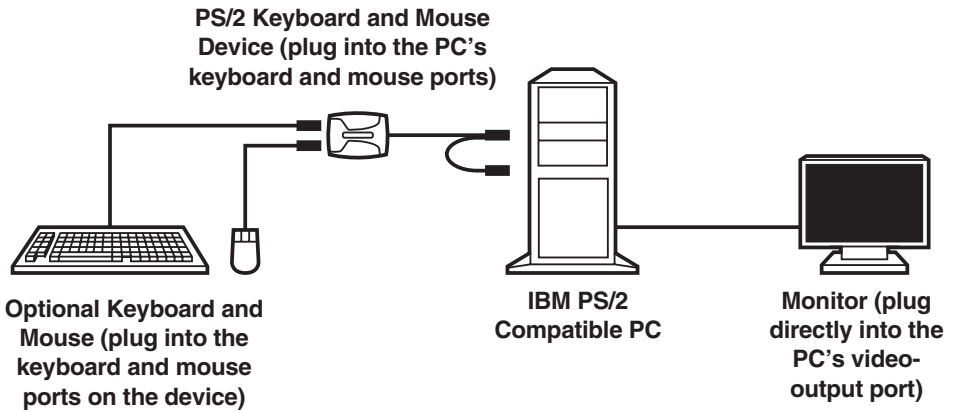 PS/2 Keyboard and Mouse
Device (plug into the PC’s
keyboard and mouse ports)
Optional Keyboard and
Mouse (plug into the
keyboard and mouse
ports on the device)
IBM PS/2
Compatible PC
Monitor (plug
directly into the
PC’s video-
output port)